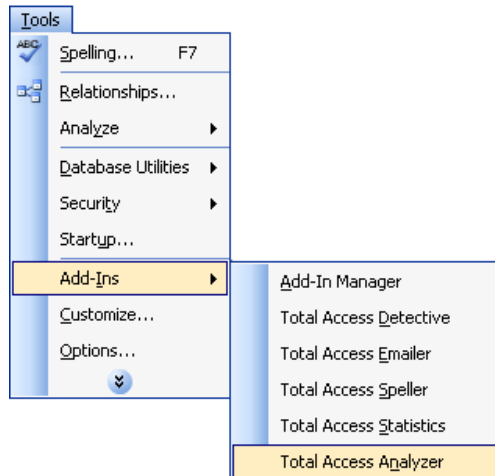 Tools
ABC
Spelling... F7
Relationships...
Analyze
Database Utilities
Security
Startup...
Add-Ins
Customize...
Options...
Add-In Manager
Total Access Detective
Total Access Emailer
Total Access Speller
Total Access Statistics
Total Access Analyzer